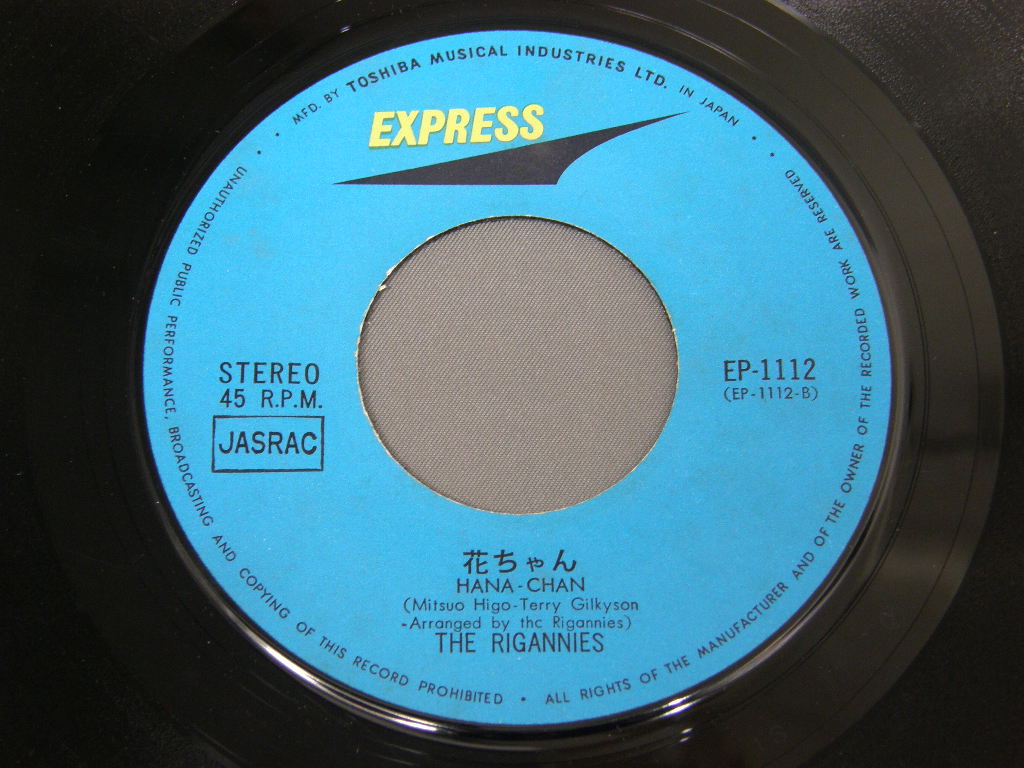 MFD. BY TOSHIBA MUSICAL INDUSTRIES LTD. IN JAPAN
EXPRESS
STEREO
45 R.P.M.
JASRAC
EP-1112
(EP-1112-B)
花ちゃん
HANA-CHAN
(Mitsuo Higo-Terry Gilkyson
-Arranged by thc Rigannies)
THE RIGANNIES
UNAUTHORIZED PUBLIC PERFORMANCE, BROADCASTING AND COPYING OF THIS RECORD PROHIBITED • ALL RIGHTS OF THE MANUFACTURER AND OF THE OWNER OF THE RECORDED WORK ARE RESERVED